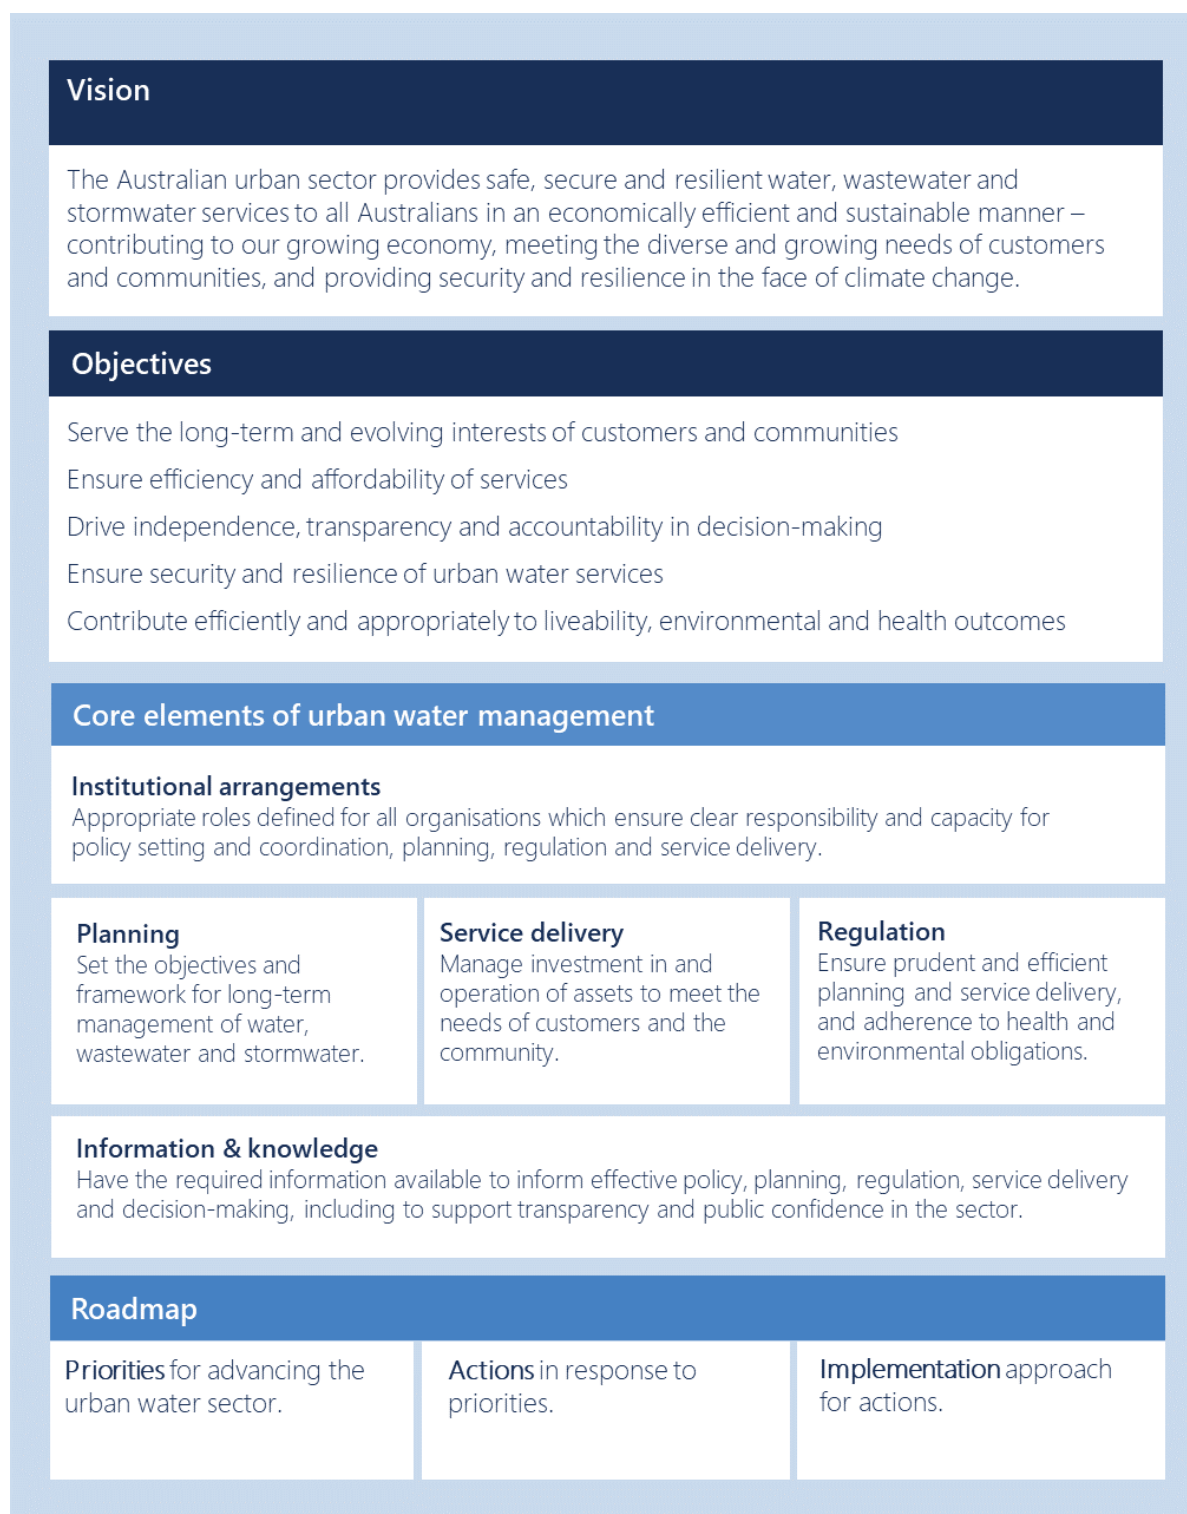 Vision
The Australian urban sector provides safe, secure and resilient water, wastewater and
stormwater services to all Australians in an economically efficient and sustainable manner –
contributing to our growing economy, meeting the diverse and growing needs of customers
and communities, and providing security and resilience in the face of climate change.
Objectives
Serve the long-term and evolving interests of customers and communities
Ensure efficiency and affordability of services
Drive independence, transparency and accountability in decision-making
Ensure security and resilience of urban water services
Contribute efficiently and appropriately to liveability, environmental and health outcomes
Core elements of urban water management
Institutional arrangements
Appropriate roles defined for all organisations which ensure clear responsibility and capacity for
policy setting and coordination, planning, regulation and service delivery.
Planning
Set the objectives and
framework for long-term
management of water,
wastewater and stormwater.
Service delivery
Manage investment in and
operation of assets to meet the
needs of customers and the
community.
Regulation
Ensure prudent and efficient
planning and service delivery,
and adherence to health and
environmental obligations.
Information & knowledge
Have the required information available to inform effective policy, planning, regulation, service delivery
and decision-making, including to support transparency and public confidence in the sector.
Roadmap
Priorities for advancing the
urban water sector.
Actions in response to
priorities.
Implementation approach
for actions.